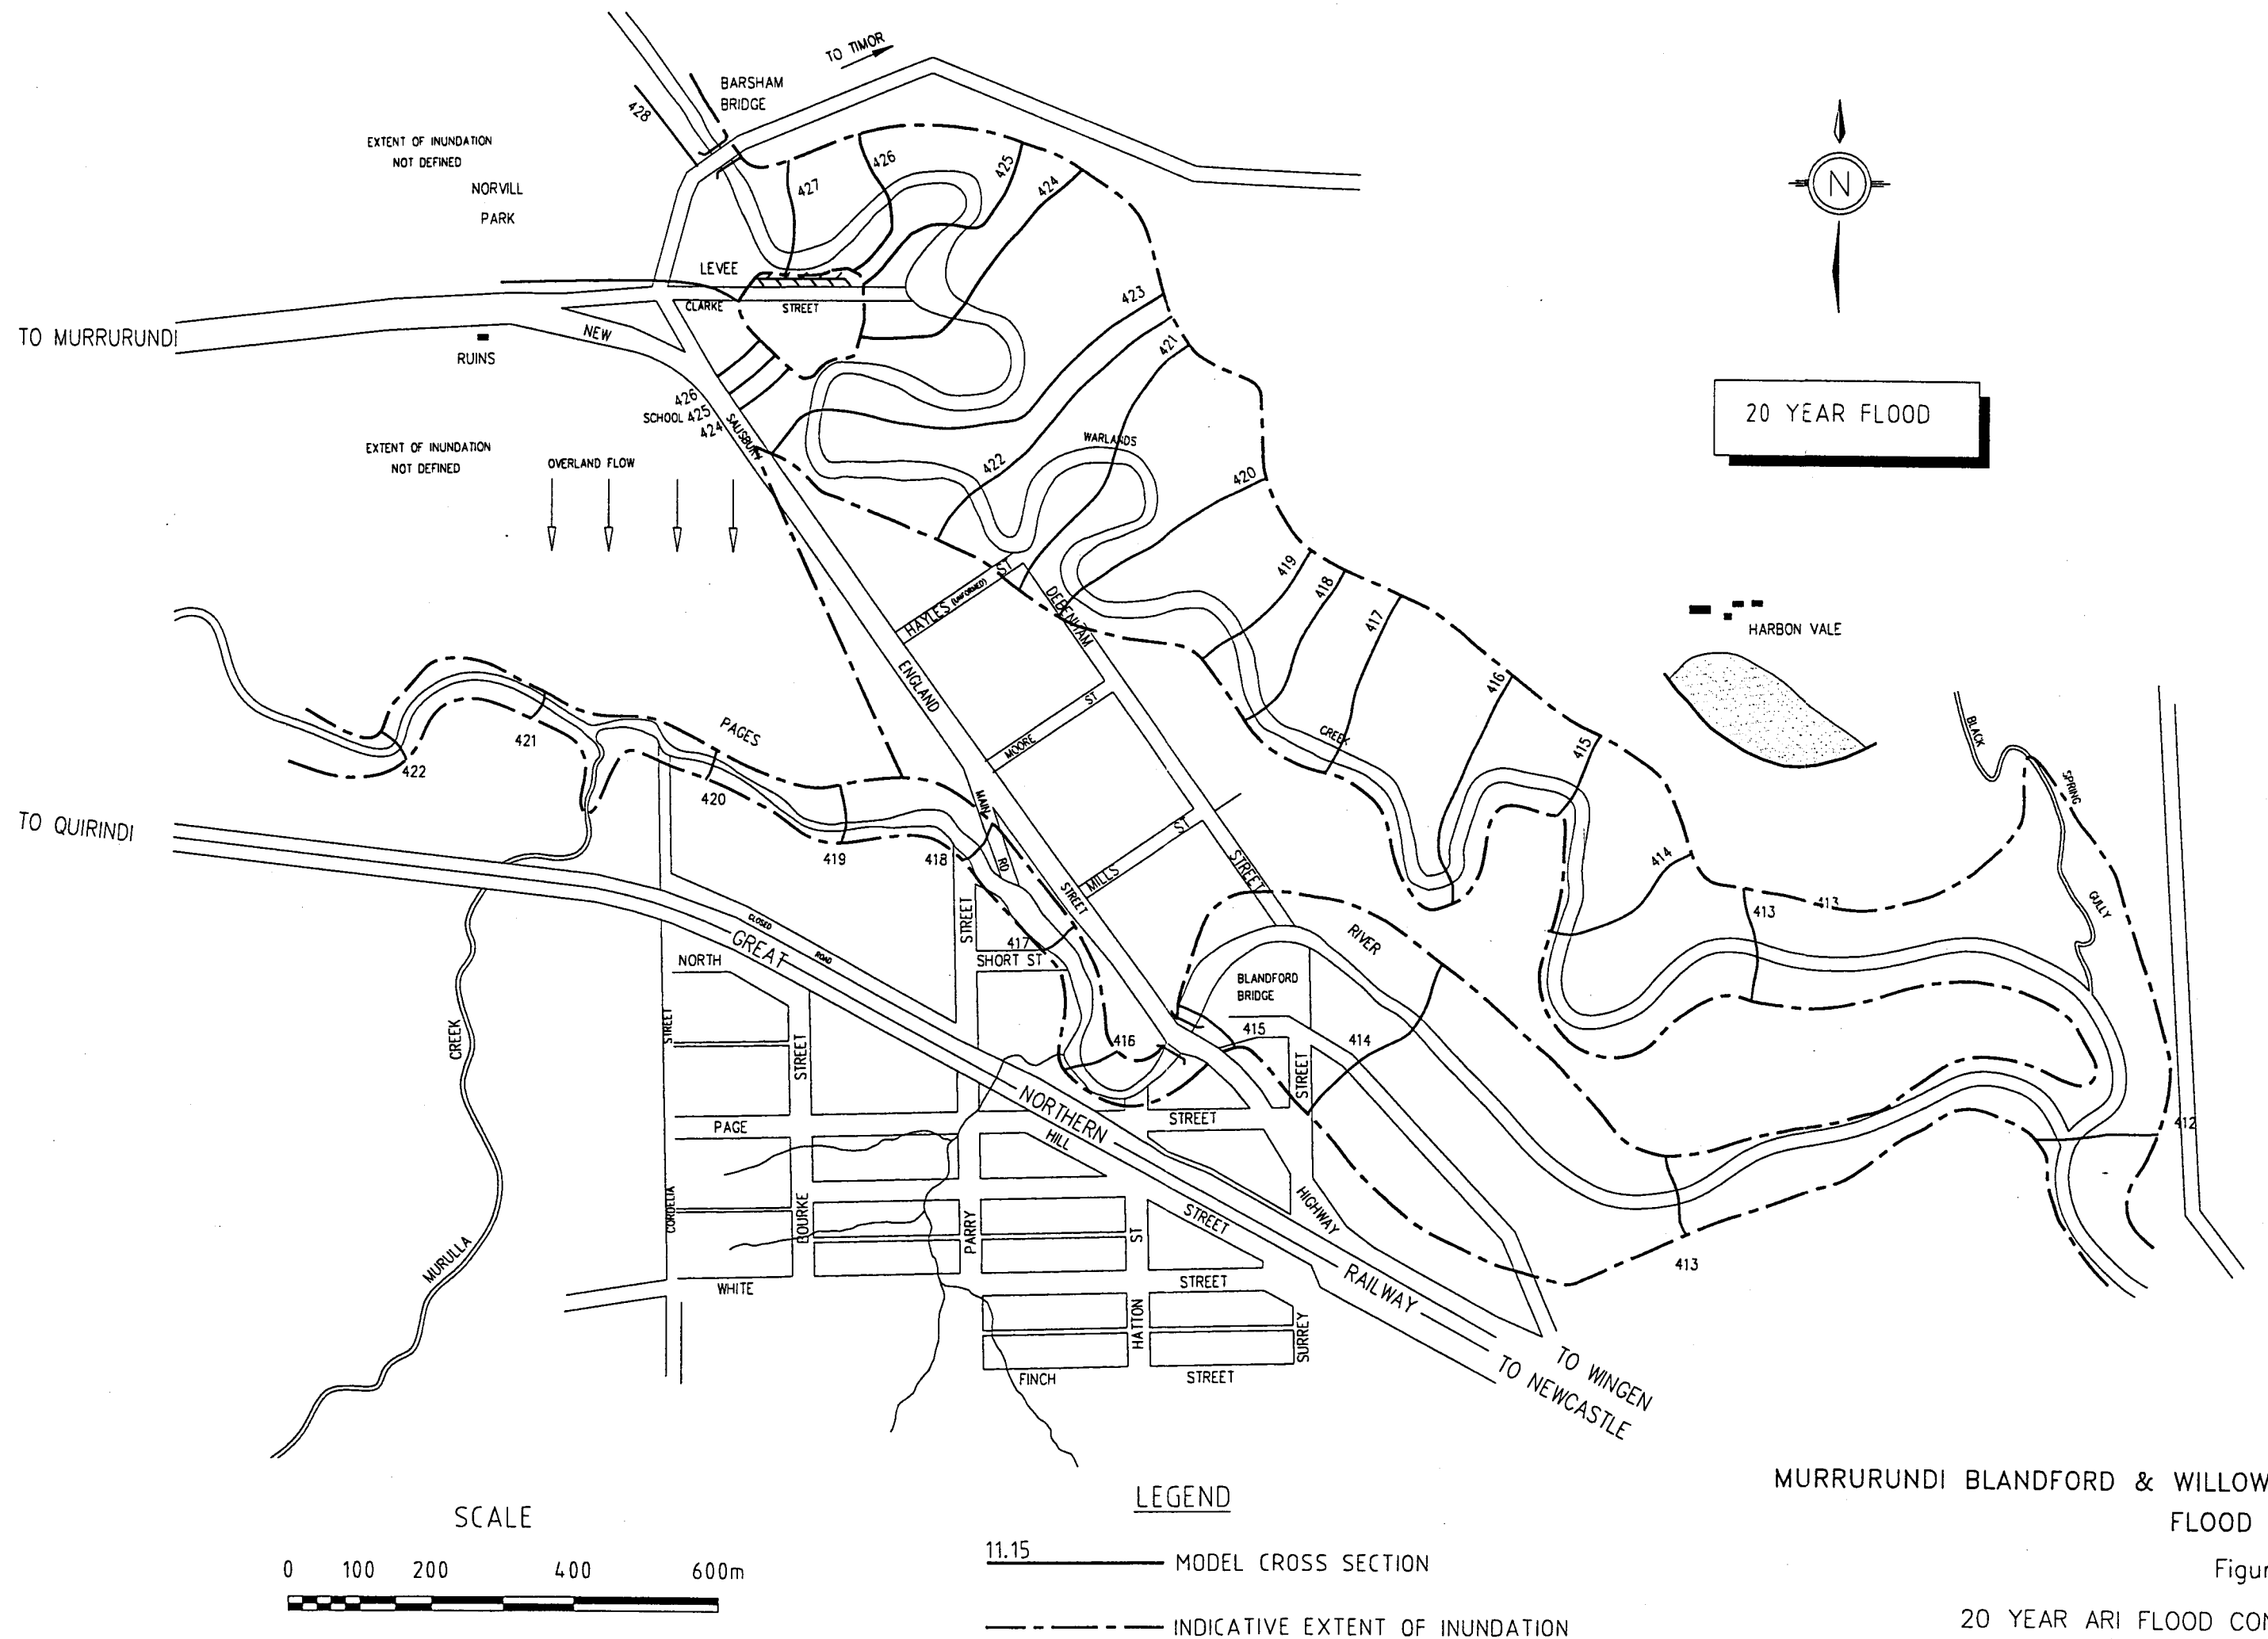 TO TIMOR
BARSHAM
BRIDGE
428
EXTENT OF INUNDATION
NOT DEFINED
NORVILL
PARK
427
426
425
424
N
LEVEE
CLARKE
STREET
423
TO MURRURUNDI
NEW
RUINS
421
20 YEAR FLOOD
426
SCHOOL 425
424
SALISBURY
EXTENT OF INUNDATION
NOT DEFINED
OVERLAND FLOW
WARLANDS
422
420
419
418
417
HAYLES (UNFORMED) ST
DEBENHAM
HARBON VALE
ENGLAND
416
MOORE
ST
CREEK
415
BLACK
SPRING
GULLY
PAGES
421
422
420
TO QUIRINDI
MAIN
RD
419
418
STREET
MILLS
ST
STREET
414
413
413
CLOSED
ROAD
GREAT
NORTH
STREET
417
SHORT ST
RIVER
BLANDFORD
BRIDGE
415
414
416
CREEK
STREET
STREET
STREET
NORTHERN
PAGE
HILL
STREET
412
CORDELIA
BOURKE
PARRY
ST
STREET
HIGHWAY
MURULLA
RAILWAY
413
WHITE
STREET
HATTON
SURREY
FINCH
STREET
TO WINGEN
TO NEWCASTLE
MURRURUNDI BLANDFORD & WILLOW
FLOOD
Figur
20 YEAR ARI FLOOD CON
SCALE
0 100 200 400 600m
LEGEND
11.15
MODEL CROSS SECTION
INDICATIVE EXTENT OF INUNDATION